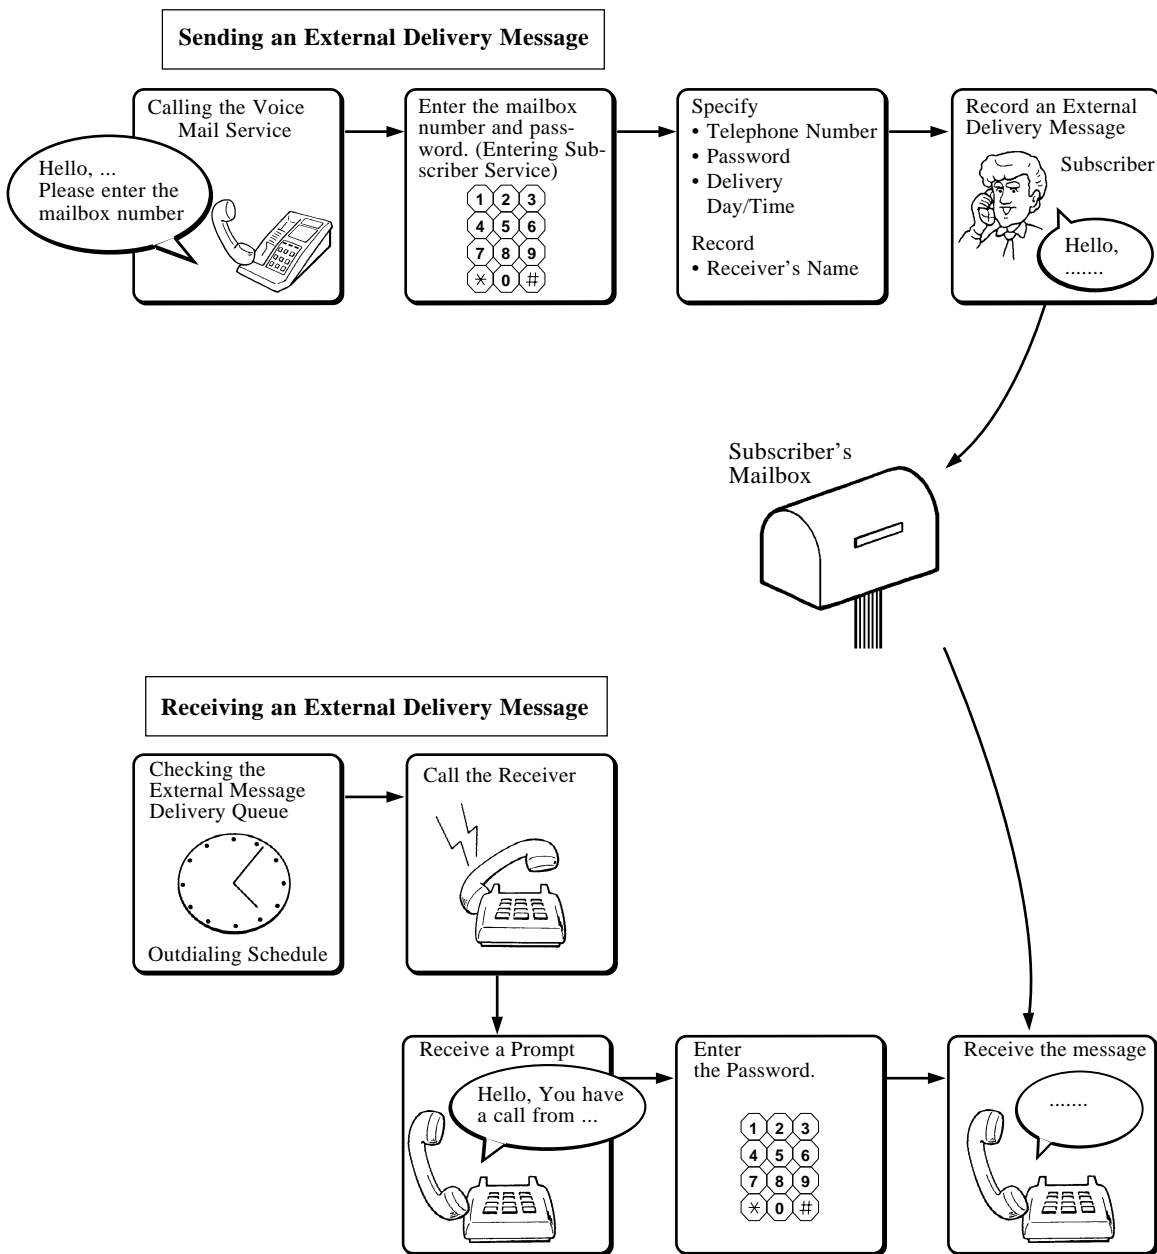 Sending an External Delivery Message
Calling the Voice
Mail Service
Hello, ...
Please enter the
mailbox number
Enter the mailbox
number and pass-
word. (Entering Sub-
scriber Service)
1 2 3
4 5 6
7 8 9
* 0 #
Specify
• Telephone Number
• Password
• Delivery
Day/Time
Record
• Receiver’s Name
Record an External
Delivery Message
Subscriber
Hello,
.......
Subscriber’s
Mailbox
Receiving an External Delivery Message
Checking the
External Message
Delivery Queue
Outdialing Schedule
Call the Receiver
Receive a Prompt
Hello, You have
a call from ...
Enter
the Password.
1 2 3
4 5 6
7 8 9
* 0 #
Receive the message
.......